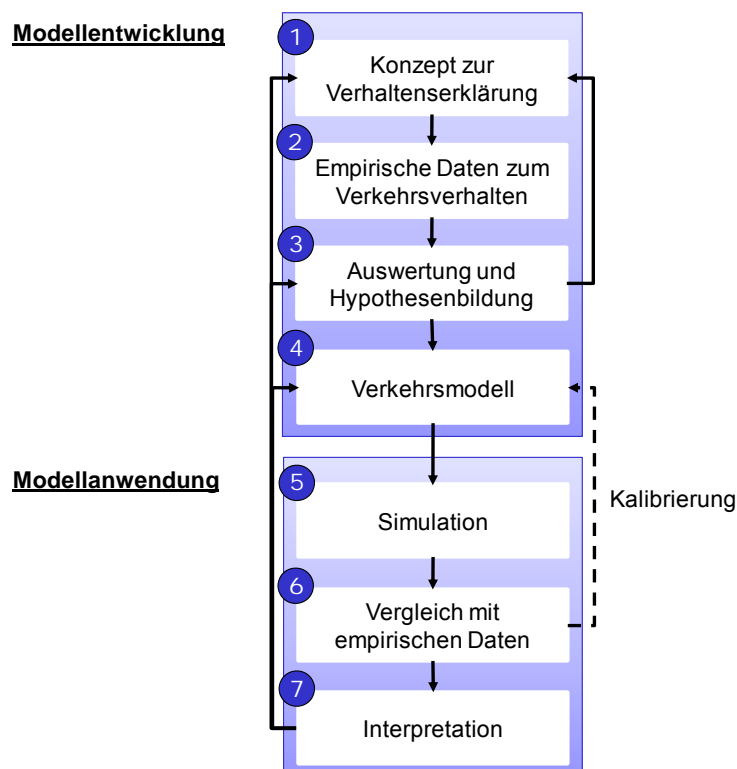 Modellentwicklung
1
Konzept zur
Verhaltenserklärung
2
Empirische Daten zum
Verkehrsverhalten
3
Auswertung und
Hypothesenbildung
4
Verkehrsmodell
Modellanwendung
5
Simulation
Kalibrierung
6
Vergleich mit
empirischen Daten
7
Interpretation